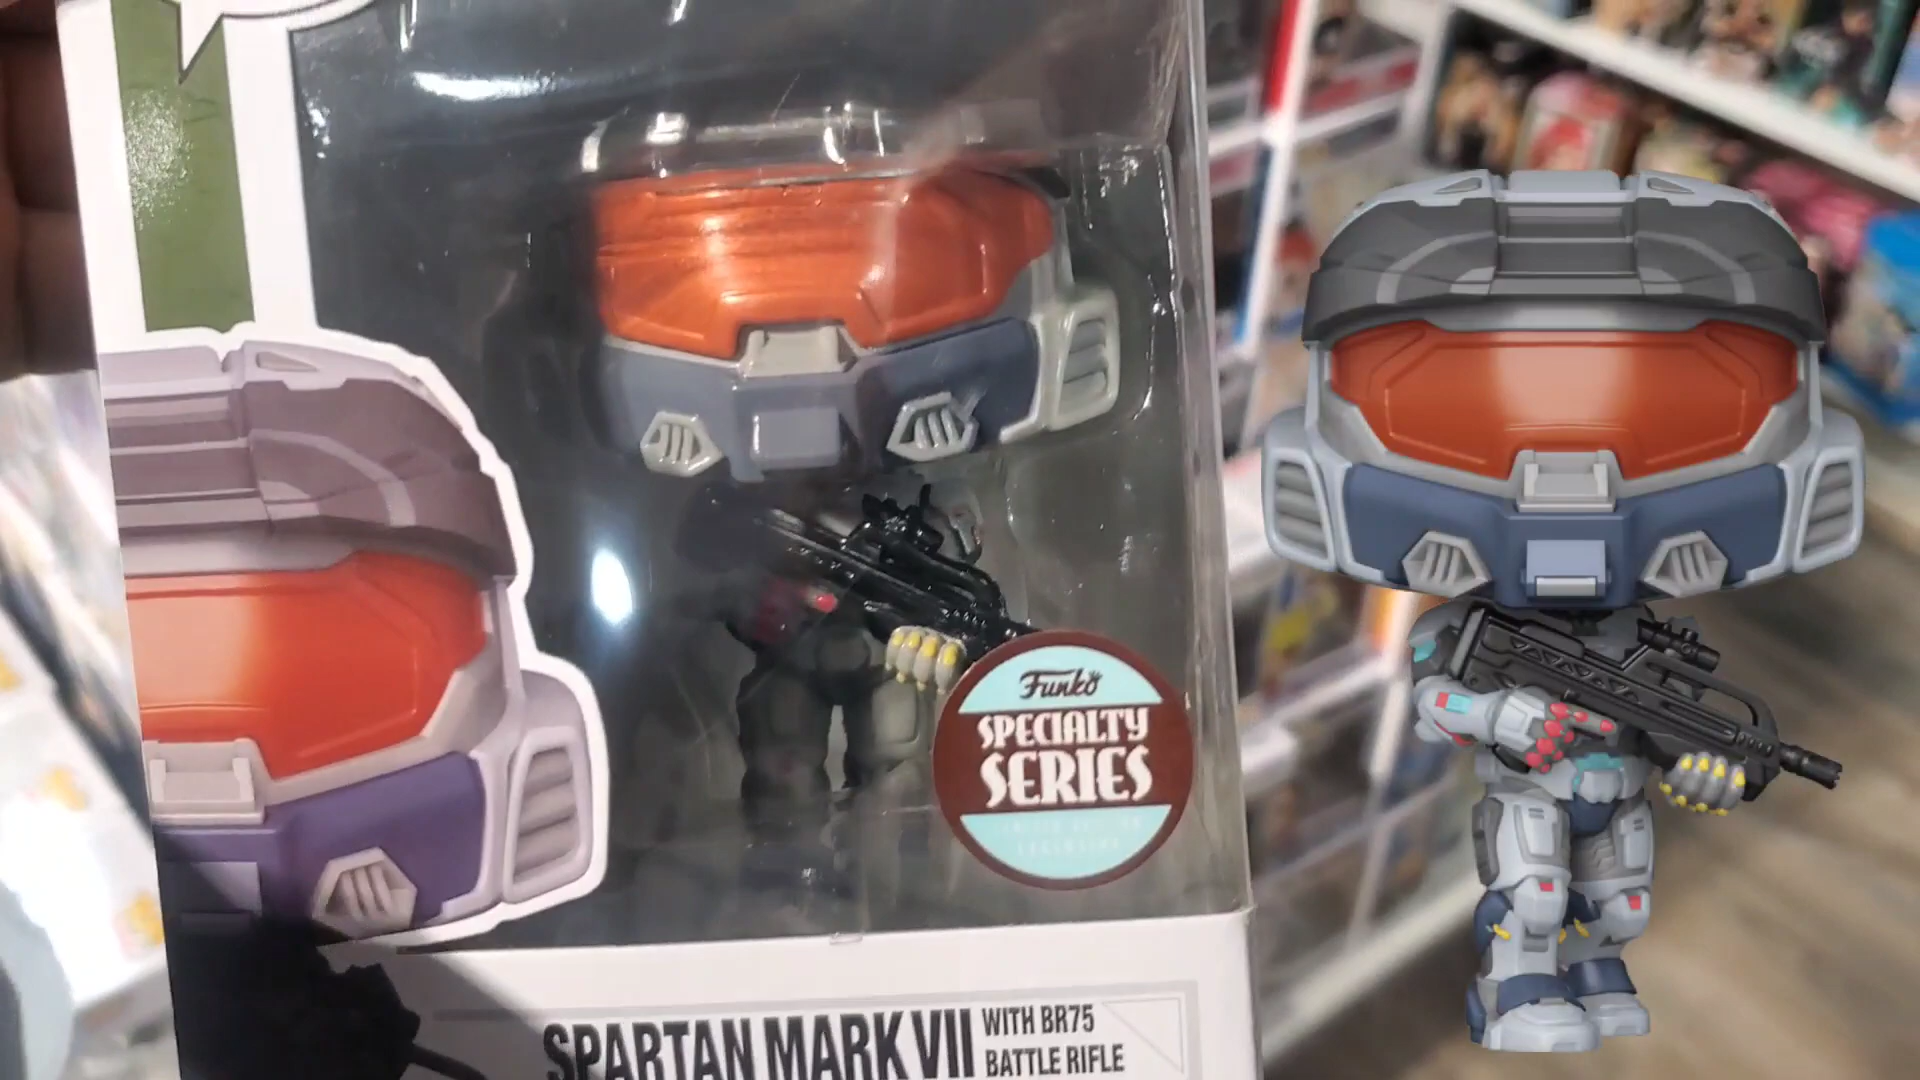 Funko
SPECIALTY
SERIES
SPARTAN MARK VII
WITH BR75
BATTLE RIFLE